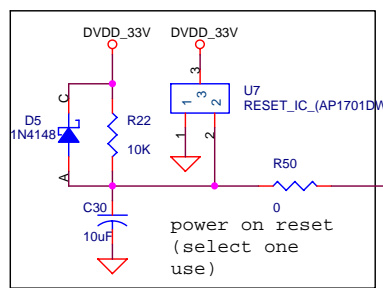 DVDD_33V DVDD_33V
3
U7
C
1 3 2
RESET_IC_(AP1701DW
D5
1N4148
R22
10K
1 2
A
R50
C30
10uF
0
power on reset
(select one
use)